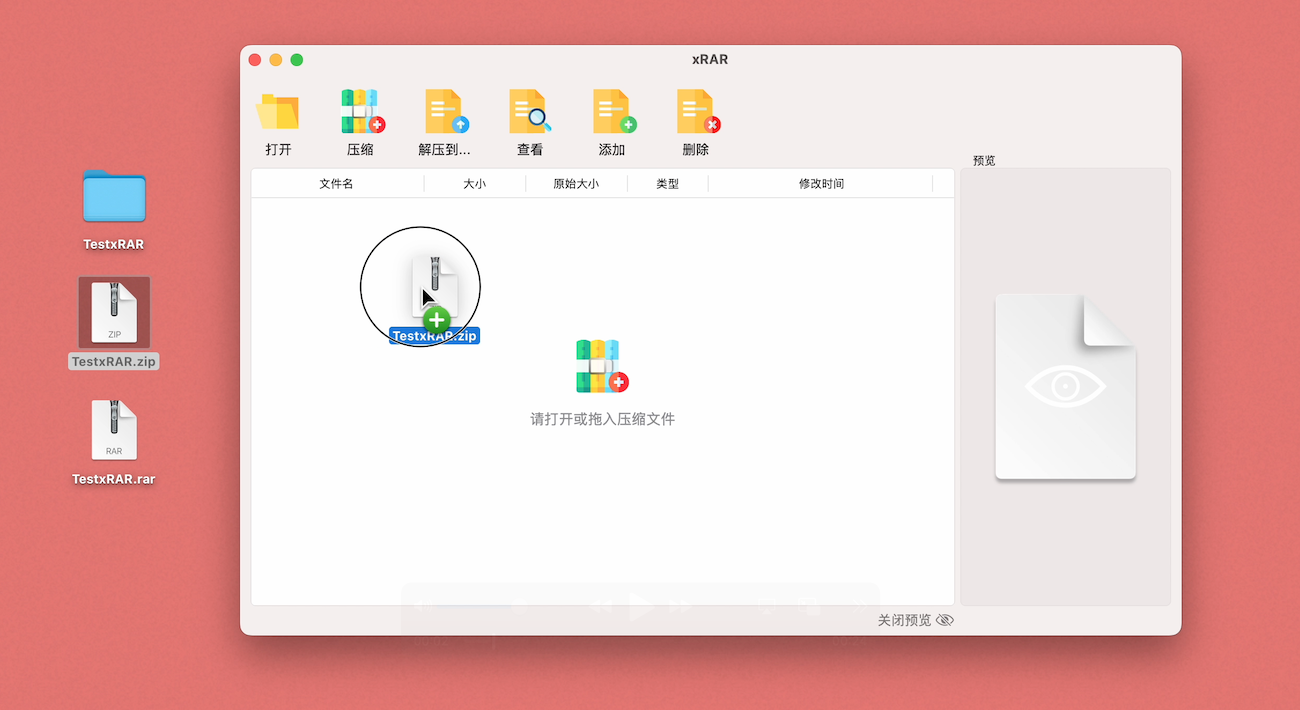 xRAR
打开
压缩
解压到...
查看
添加
删除
预览
文件名
大小
原始大小
类型
修改时间
TestxRAR
ZIP
TestxRAR.zip
RAR
TestxRAR.rar
TestxRAR.zip
请打开或拖入压缩文件
关闭预览